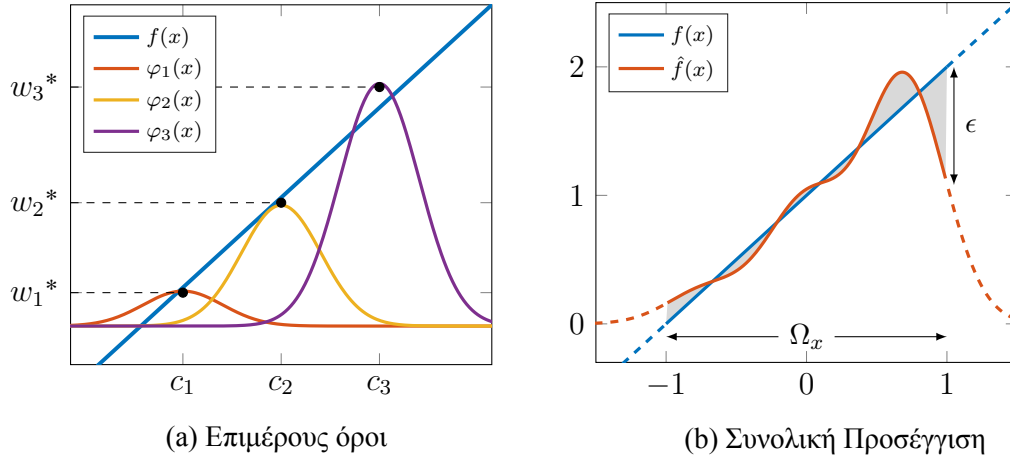 f(x)
φ₁(x)
φ₂(x)
φ₃(x)
w₃*
w₂*
w₁*
c₁ c₂ c₃
(a) Επιμέρους όροι
f(x)
f̂(x)
2
1
0
ϵ
Ωₓ
−1 0 1
(b) Συνολική Προσέγγιση